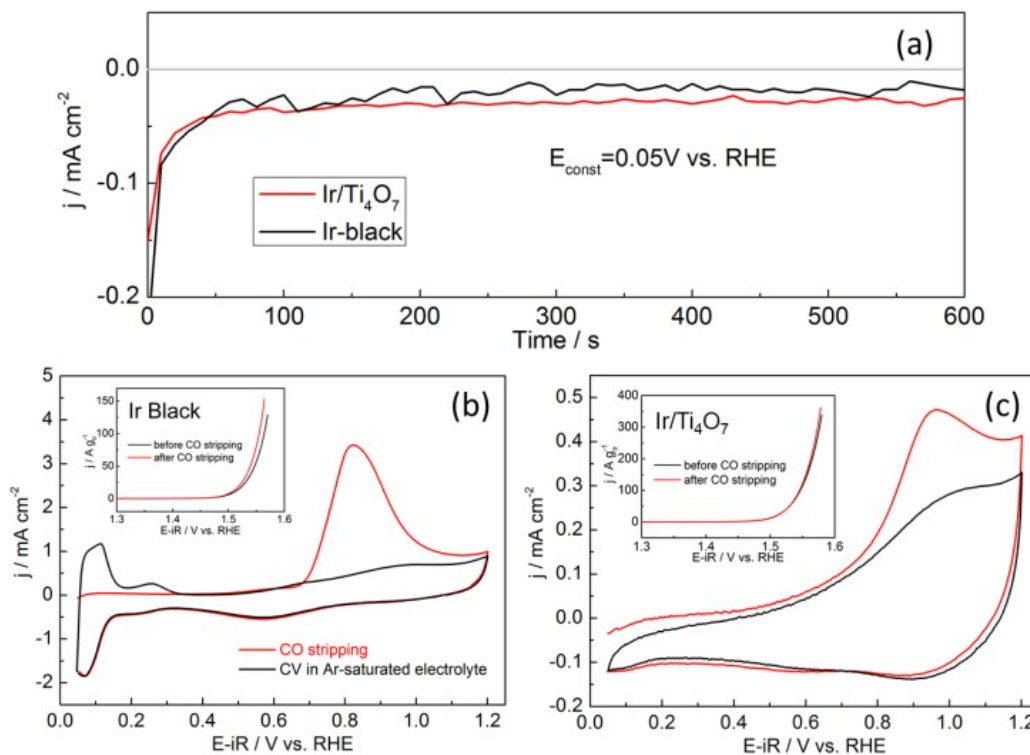 (a)
0.0
-0.1
-0.2
j / mA cm⁻²
E_const=0.05V vs. RHE
Ir/Ti₄O₇
Ir-black
0 100 200 300 400 500 600
Time / s
(b)
5
4
3
2
1
0
-1
-2
j / mA cm⁻²
Ir Black
before CO stripping
after CO stripping
150
125
100
75
50
25
0
1.3 1.4 1.5 1.6
E-iR / V vs. RHE
CO stripping
CV in Ar-saturated electrolyte
0.0 0.2 0.4 0.6 0.8 1.0 1.2
E-iR / V vs. RHE
(c)
0.5
0.4
0.3
0.2
0.1
0.0
-0.1
-0.2
j / mA cm⁻²
Ir/Ti₄O₇
before CO stripping
after CO stripping
400
300
200
100
0
1.3 1.4 1.5 1.6
E-iR / V vs. RHE
0.0 0.2 0.4 0.6 0.8 1.0 1.2
E-iR / V vs. RHE